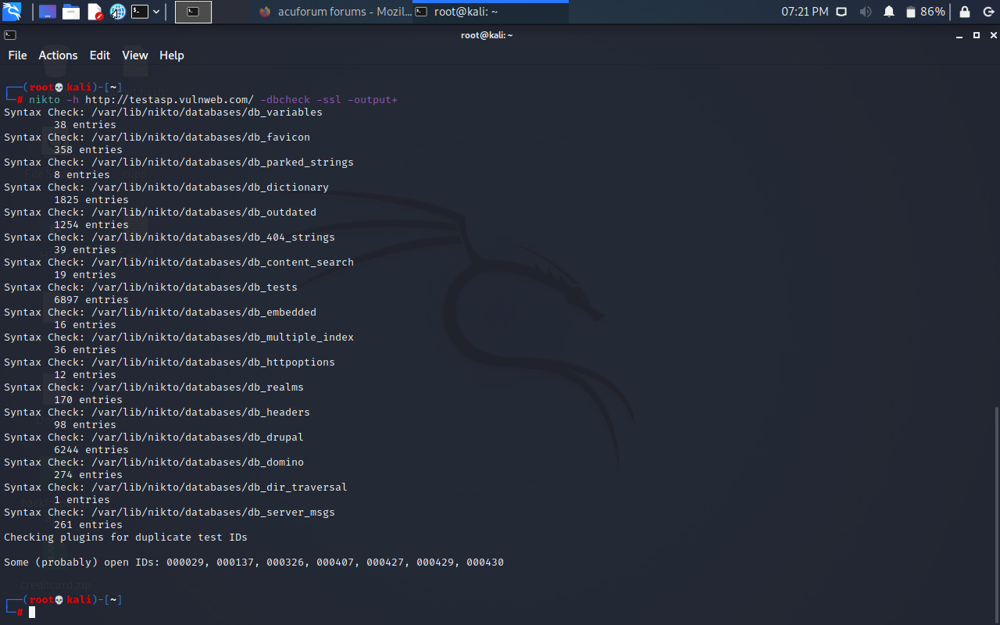 acuforum forums - Mozil...
root@kali: ~
07:21 PM
86%
root@kali: ~
File Actions Edit View Help
┌──(root💀kali)-[~]
└─# nikto -h http://testasp.vulnweb.com/ -dbcheck -ssl -output+
Syntax Check: /var/lib/nikto/databases/db_variables
38 entries
Syntax Check: /var/lib/nikto/databases/db_favicon
358 entries
Syntax Check: /var/lib/nikto/databases/db_parked_strings
8 entries
Syntax Check: /var/lib/nikto/databases/db_dictionary
1825 entries
Syntax Check: /var/lib/nikto/databases/db_outdated
1254 entries
Syntax Check: /var/lib/nikto/databases/db_404_strings
39 entries
Syntax Check: /var/lib/nikto/databases/db_content_search
19 entries
Syntax Check: /var/lib/nikto/databases/db_tests
6897 entries
Syntax Check: /var/lib/nikto/databases/db_embedded
16 entries
Syntax Check: /var/lib/nikto/databases/db_multiple_index
36 entries
Syntax Check: /var/lib/nikto/databases/db_httpoptions
12 entries
Syntax Check: /var/lib/nikto/databases/db_realms
170 entries
Syntax Check: /var/lib/nikto/databases/db_headers
98 entries
Syntax Check: /var/lib/nikto/databases/db_drupal
6244 entries
Syntax Check: /var/lib/nikto/databases/db_domino
274 entries
Syntax Check: /var/lib/nikto/databases/db_dir_traversal
1 entries
Syntax Check: /var/lib/nikto/databases/db_server_msgs
261 entries
Checking plugins for duplicate test IDs
Some (probably) open IDs: 000029, 000137, 000326, 000407, 000427, 000429, 000430
creditcard.zip
┌──(root💀kali)-[~]
└─#